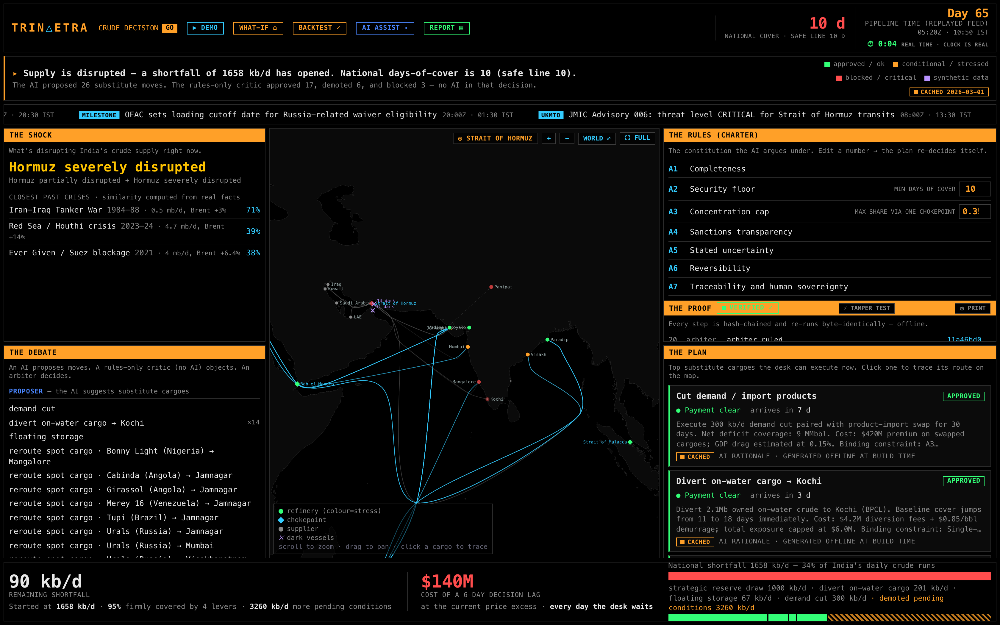 TRIN△ETRA CRUDE DECISION GO ▶ DEMO WHAT-IF ⌂ BACKTEST ✓ AI ASSIST ✦ REPORT ▤
10 d
NATIONAL COVER · SAFE LINE 10 D
Day 65
PIPELINE TIME (REPLAYED FEED)
05:20Z · 10:50 IST
⏱ 0:04 REAL TIME · CLOCK IS REAL
▸ Supply is disrupted — a shortfall of 1658 kb/d has opened. National days-of-cover is 10 (safe line 10).
The AI proposed 26 substitute moves. The rules-only critic approved 17, demoted 6, and blocked 3 — no AI in that decision.
approved / ok conditional / stressed
blocked / critical synthetic data
CACHED 2026-03-01
Z · 20:30 IST MILESTONE OFAC sets loading cutoff date for Russia-related waiver eligibility 20:00Z · 01:30 IST UKMTO JMIC Advisory 006: threat level CRITICAL for Strait of Hormuz transits 08:00Z · 13:30 IST
THE SHOCK
What's disrupting India's crude supply right now.
Hormuz severely disrupted
Hormuz partially disrupted + Hormuz severely disrupted
CLOSEST PAST CRISES · similarity computed from real facts
Iran–Iraq Tanker War 1984–88 · 0.5 mb/d, Brent +3% 71%
Red Sea / Houthi crisis 2023–24 · 4.7 mb/d, Brent
+14% 39%
Ever Given / Suez blockage 2021 · 4 mb/d, Brent +6.4% 38%
THE DEBATE
An AI proposes moves. A rules-only critic (no AI) objects. An
arbiter decides.
PROPOSER — the AI suggests substitute cargoes
demand cut
divert on-water cargo → Kochi ×14
floating storage
reroute spot cargo · Bonny Light (Nigeria) →
Mangalore
reroute spot cargo · Cabinda (Angola) → Jamnagar
reroute spot cargo · Girassol (Angola) → Jamnagar
reroute spot cargo · Merey 16 (Venezuela) → Jamnagar
reroute spot cargo · Tupi (Brazil) → Jamnagar
reroute spot cargo · Urals (Russia) → Jamnagar
reroute spot cargo · Urals (Russia) → Mumbai
◎ STRAIT OF HORMUZ + − WORLD ⤢ ⛶ FULL
Iraq
Kuwait
Saudi Arabia
14 dark
Strait of Hormuz
31 dark
UAE
Panipat
Vadinar
Koyali
Mumbai
Paradip
Visakh
Mangalore
Bab-el-Mandeb
Kochi
Strait of Malacca
refinery (colour=stress)
chokepoint
supplier
dark vessels
scroll to zoom · drag to pan · click a cargo to trace
THE RULES (CHARTER)
The constitution the AI argues under. Edit a number → the plan re-decides itself.
A1 Completeness
A2 Security floor MIN DAYS OF COVER 10
A3 Concentration cap MAX SHARE VIA ONE CHOKEPOINT
A4 Sanctions transparency
A5 Stated uncertainty
A6 Reversibility
A7 Traceability and human sovereignty
THE PROOF VERIFIED ✓ ⚡ TAMPER TEST ⎙ PRINT
Every step is hash-chained and re-runs byte-identically — offline.
20 arbiter arbiter ruled 11a46bd0
THE PLAN
Top substitute cargoes the desk can execute now. Click one to trace its route on
the map.
Cut demand / import products APPROVED
● Payment clear arrives in 7 d
Execute 300 kb/d demand cut paired with product-import swap for 30
days. Net deficit coverage: 9 MMbbl. Cost: $420M premium on swapped
cargoes; GDP drag estimated at 0.15%. Binding constraint: A3…
CACHED AI RATIONALE · GENERATED OFFLINE AT BUILD TIME
Divert on-water cargo → Kochi APPROVED
● Payment clear arrives in 3 d
Divert 2.1Mb owned on-water crude to Kochi (BPCL). Baseline cover jumps
from 11 to 18 days immediately. Cost: $4.2M diversion fees + $0.85/bbl
demurrage; total exposure capped at $6.0M. Binding constraint: Single-…
CACHED AI RATIONALE · GENERATED OFFLINE AT BUILD TIME
90 kb/d
REMAINING SHORTFALL
Started at 1658 kb/d · 95% firmly covered by 4 levers · 3260 kb/d more pending conditions
$140M
COST OF A 6-DAY DECISION LAG
at the current price excess · every day the desk waits
National shortfall 1658 kb/d — 34% of India's daily crude runs
strategic reserve draw 1000 kb/d · divert on-water cargo 201 kb/d ·
floating storage 67 kb/d · demand cut 300 kb/d · demoted pending
conditions 3260 kb/d